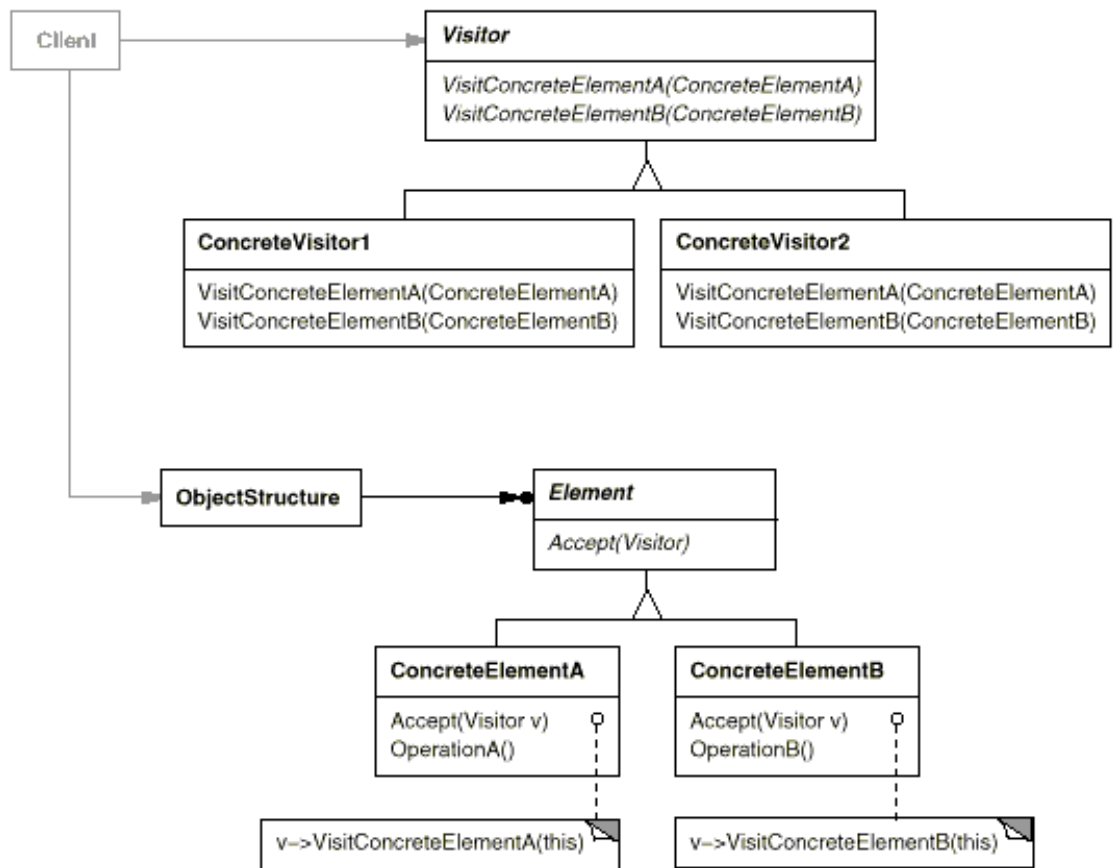 Client
Visitor
VisitConcreteElementA(ConcreteElementA)
VisitConcreteElementB(ConcreteElementB)
ConcreteVisitor1
VisitConcreteElementA(ConcreteElementA)
VisitConcreteElementB(ConcreteElementB)
ConcreteVisitor2
VisitConcreteElementA(ConcreteElementA)
VisitConcreteElementB(ConcreteElementB)
ObjectStructure
Element
Accept(Visitor)
ConcreteElementA
Accept(Visitor v)
OperationA()
ConcreteElementB
Accept(Visitor v)
OperationB()
v–>VisitConcreteElementA(this)
v–>VisitConcreteElementB(this)